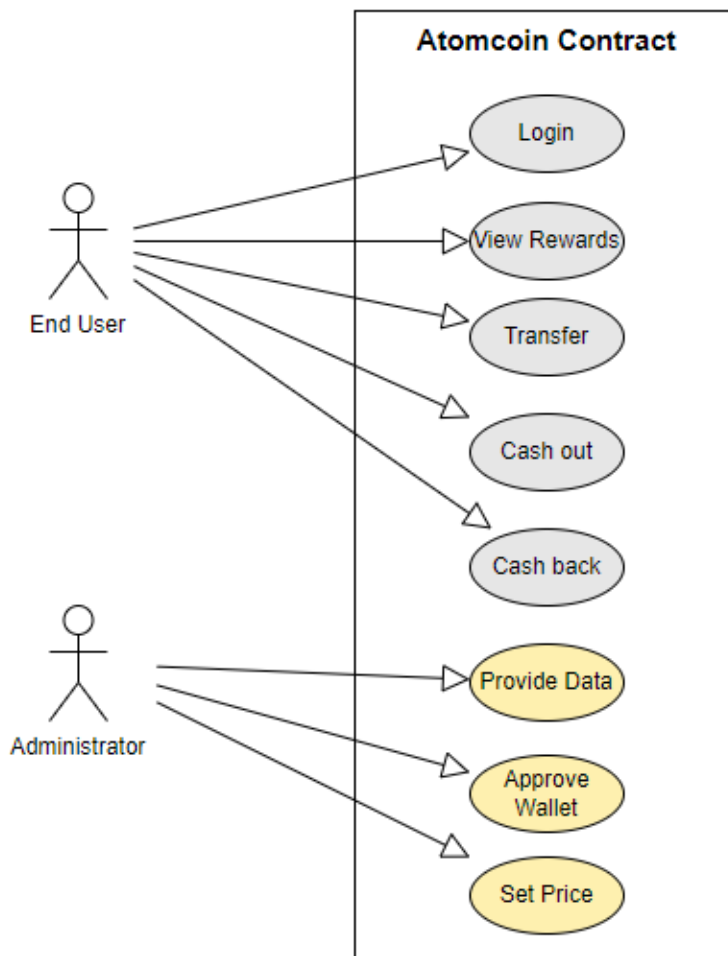 Atomcoin Contract
Login
View Rewards
End User
Transfer
Cash out
Cash back
Provide Data
Administrator
Approve
Wallet
Set Price